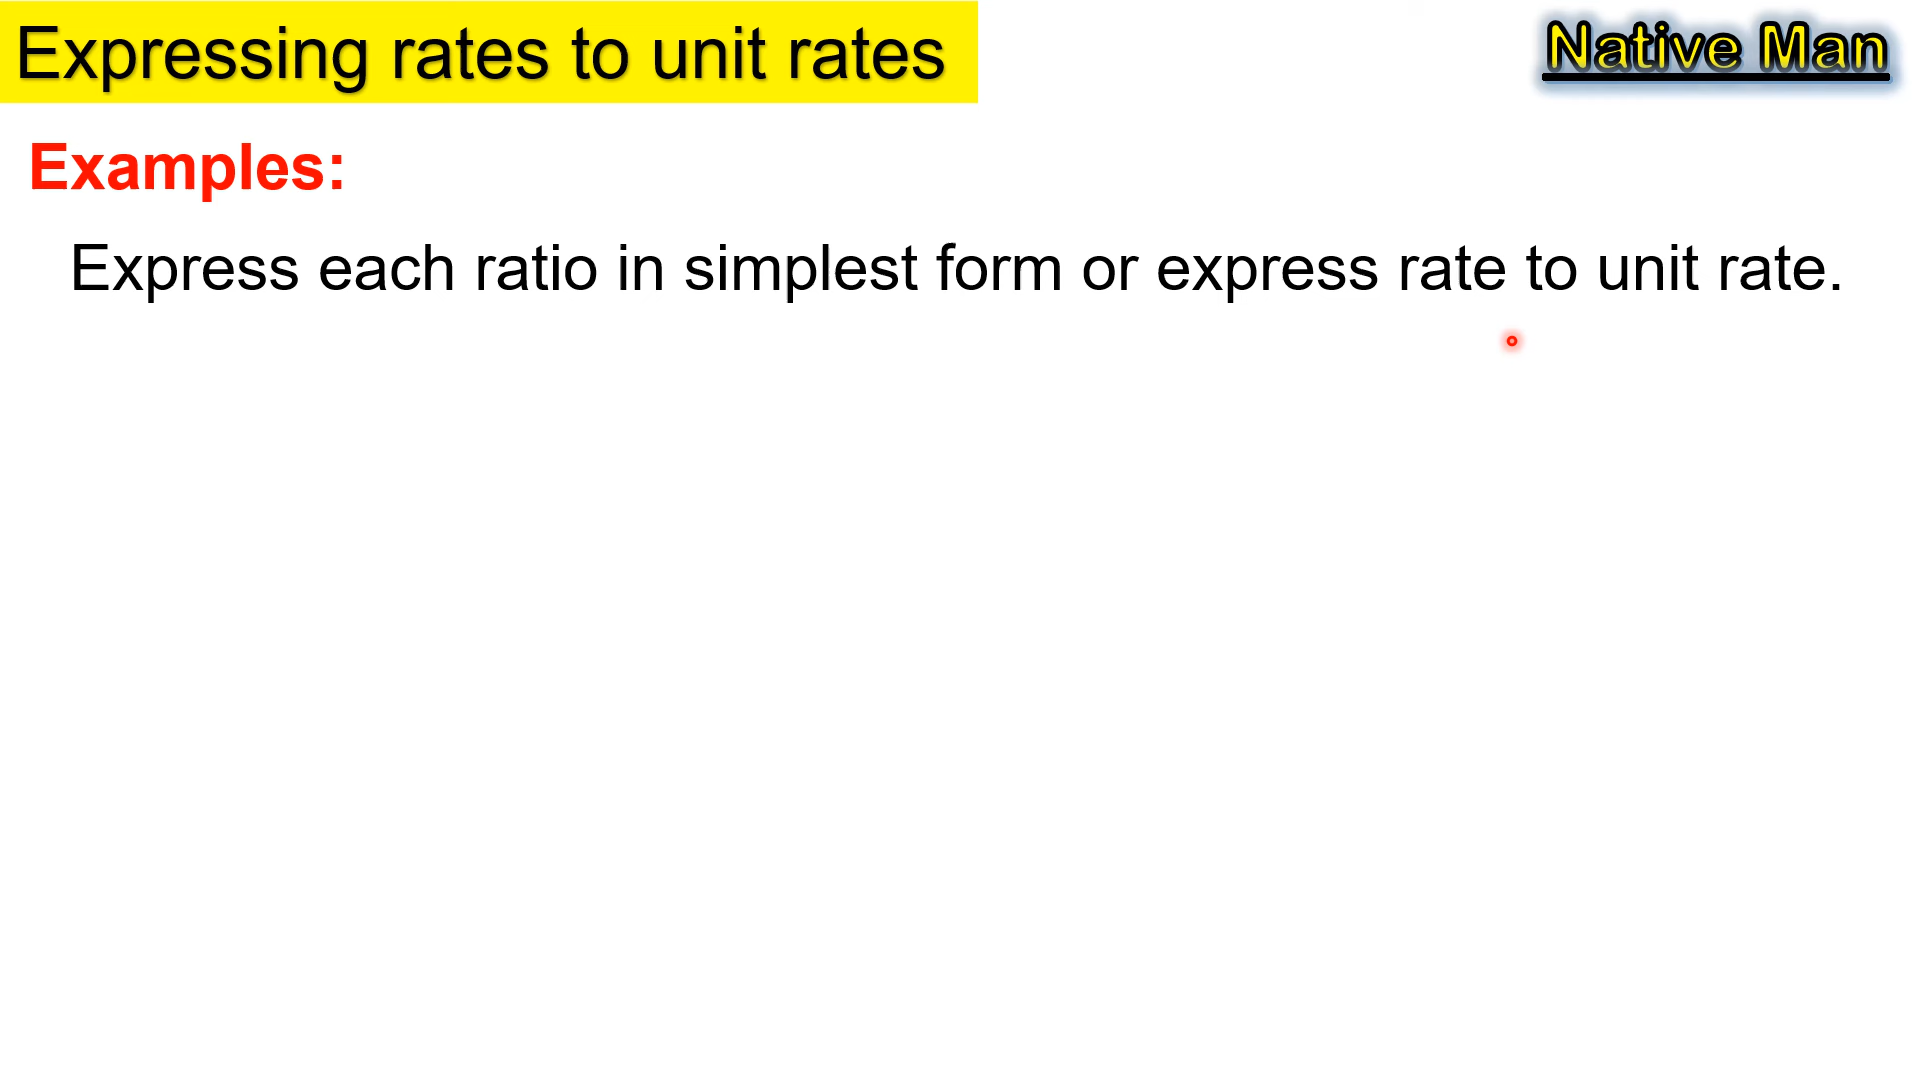 Expressing rates to unit rates
Native Man
Examples:
Express each ratio in simplest form or express rate to unit rate.